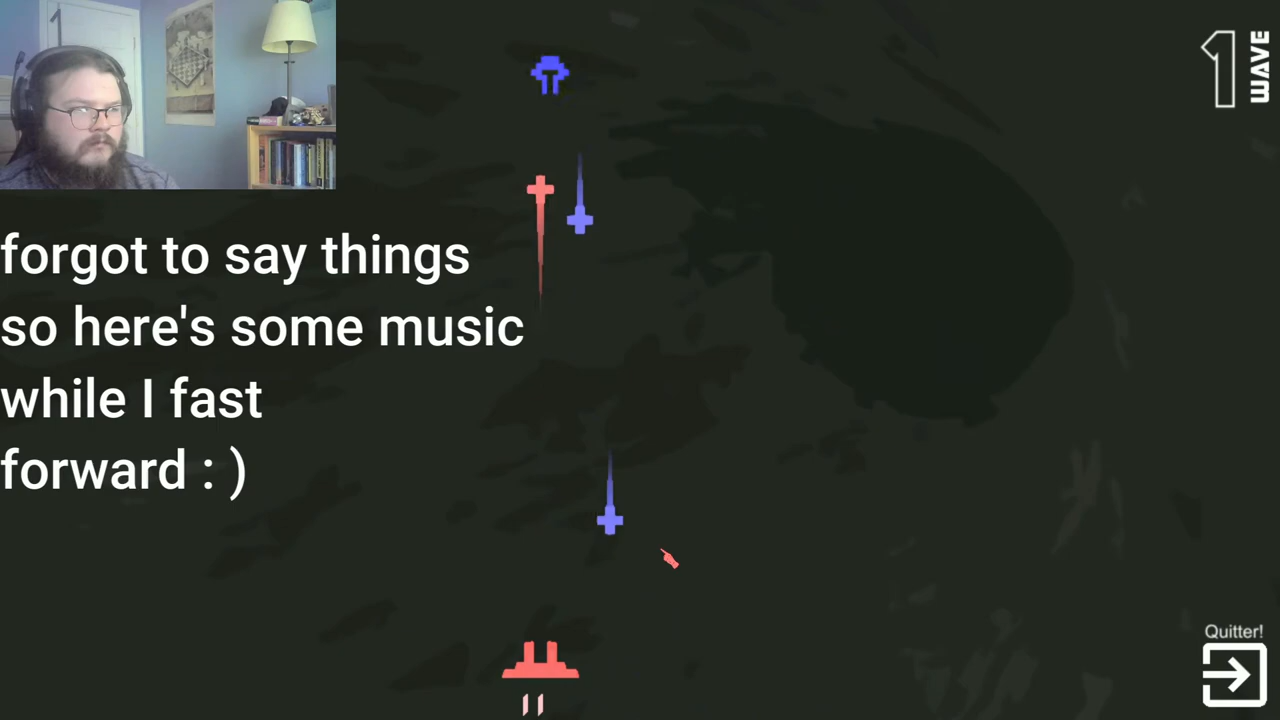 forgot to say things
so here's some music
while I fast
forward : )
1 WAVE
Quitter!